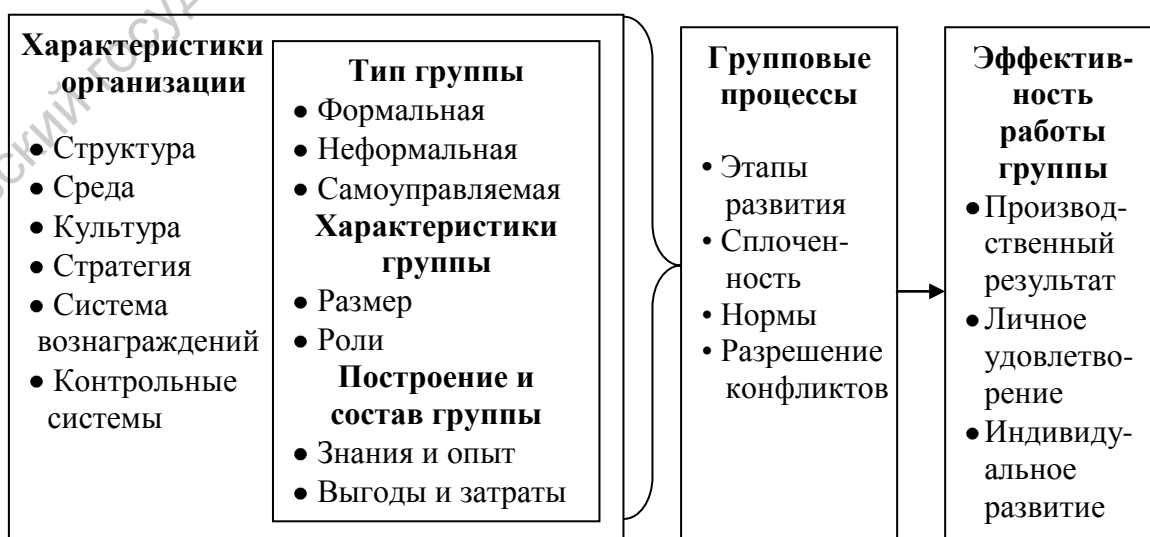 Характеристики
организации
● Структура
● Среда
● Культура
● Стратегия
● Система
вознаграждений
● Контрольные
системы
Тип группы
● Формальная
● Неформальная
● Самоуправляемая
Характеристики
группы
● Размер
● Роли
Построение и
состав группы
● Знания и опыт
● Выгоды и затраты
Групповые
процессы
• Этапы
развития
• Сплочен-
ность
• Нормы
• Разрешение
конфликтов
Эффектив-
ность
работы
группы
● Производ-
ственный
результат
● Личное
удовлетво-
рение
● Индивиду-
альное
развитие